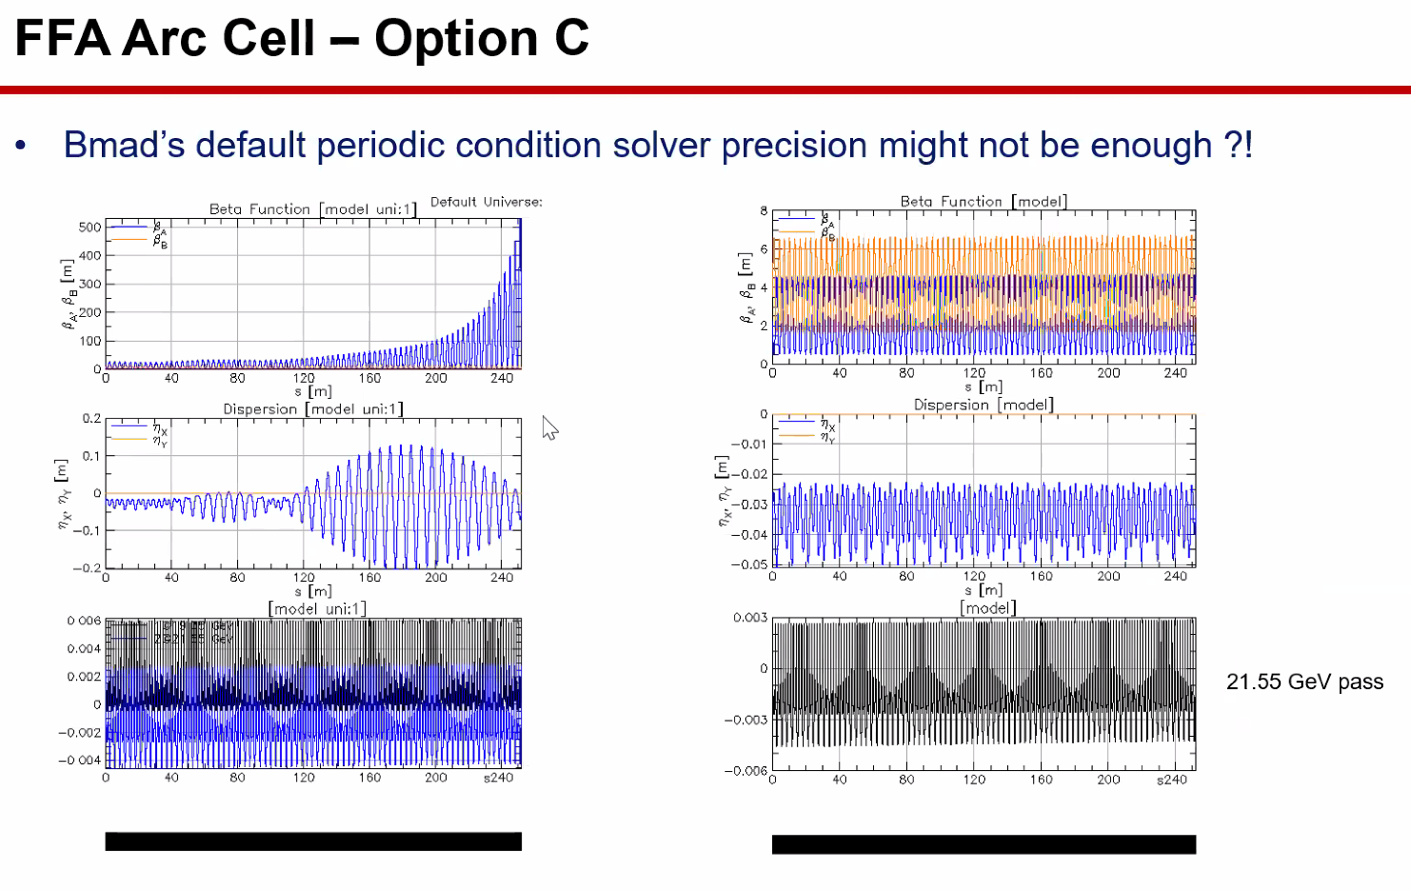 FFA Arc Cell – Option C
• Bmad’s default periodic condition solver precision might not be enough ?!
Beta Function [model uni:1] Default Universe:
β_A
β_B
β_A, β_B [m]
500
400
300
200
100
0
0 40 80 120 160 200 240
s [m]
Dispersion [model uni:1]
η_X
η_Y
η_X, η_Y [m]
0.2
0.1
0
−0.1
−0.2
0 40 80 120 160 200 240
s [m]
[model uni:1]
GeV
GeV
0.006
0.004
0.002
0
−0.002
−0.004
0 40 80 120 160 200 s240
Beta Function [model]
β_A
β_B
β_A, β_B [m]
8
6
4
2
0
0 40 80 120 160 200 240
s [m]
Dispersion [model]
η_X
η_Y
η_X, η_Y [m]
0
−0.01
−0.02
−0.03
−0.04
−0.05
0 40 80 120 160 200 240
s [m]
[model]
0.003
0
−0.003
−0.006
0 40 80 120 160 200 s240
21.55 GeV pass